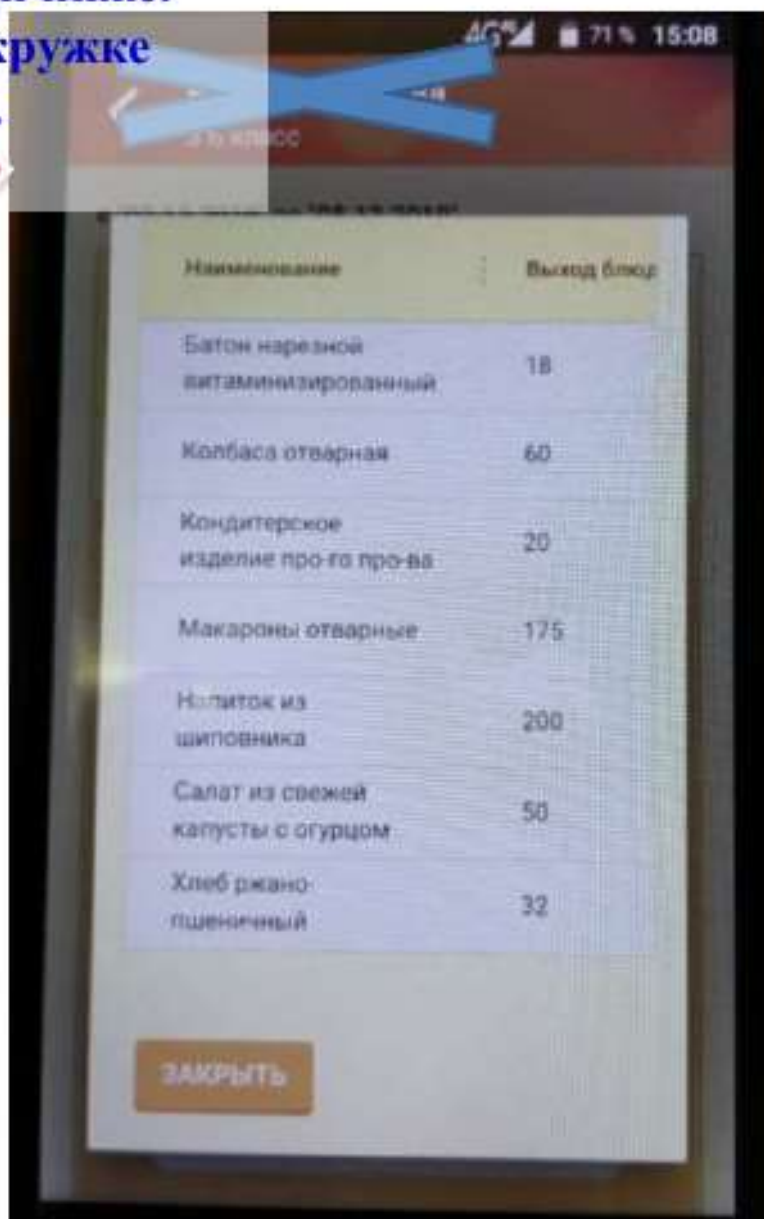 кружке
4G 71 % 15:08
класс
Наименование Выход блюд
Батон нарезной
витаминизированный
18
Колбаса отварная 60
Кондитерское
изделие про-го про-ва
20
Макароны отварные 175
Напиток из
шиповника
200
Салат из свежей
капусты с огурцом
50
Хлеб ржано-
пшеничный
32
ЗАКРЫТЬ